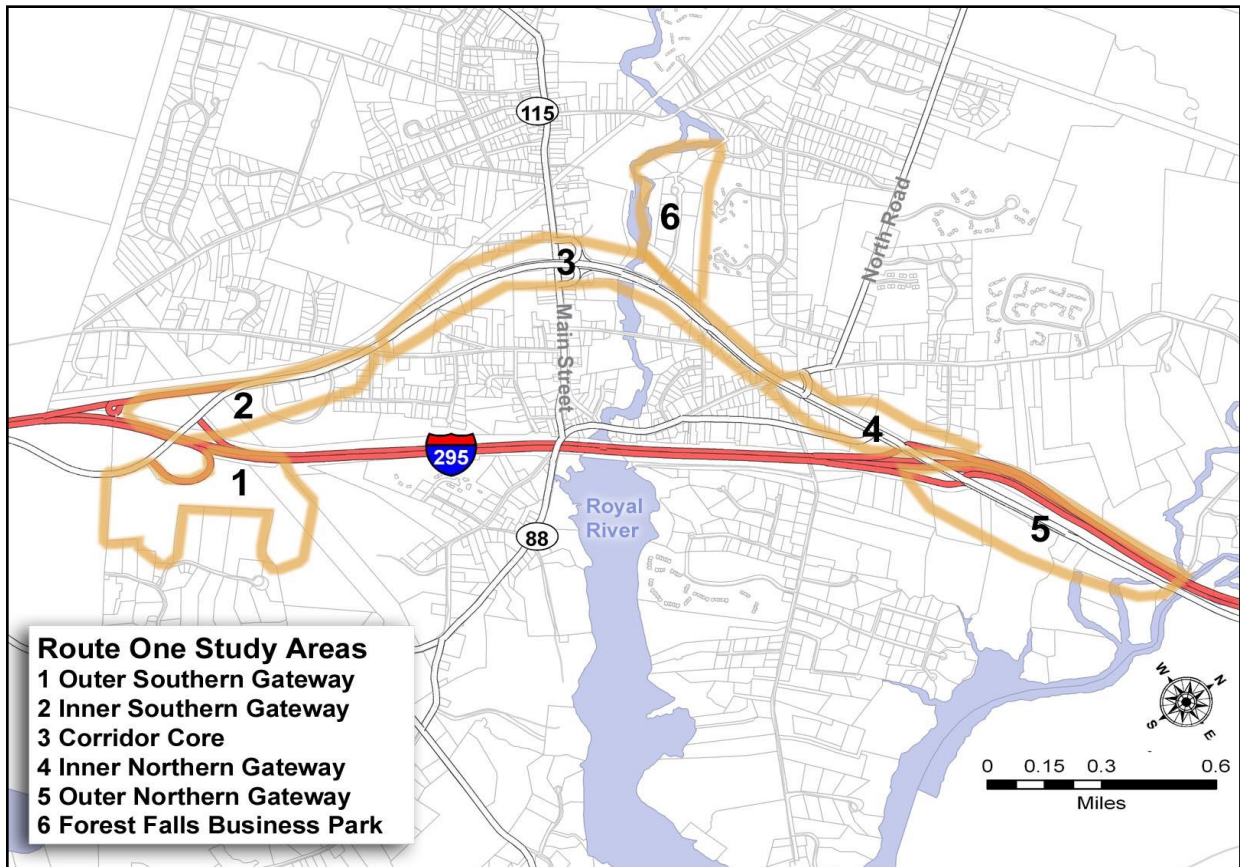 115
6
North Road
3
Main Street
2
4
295
1
Royal
River
5
88
Route One Study Areas
1 Outer Southern Gateway
2 Inner Southern Gateway
3 Corridor Core
4 Inner Northern Gateway
5 Outer Northern Gateway
6 Forest Falls Business Park
W N
S E
0 0.15 0.3 0.6
Miles